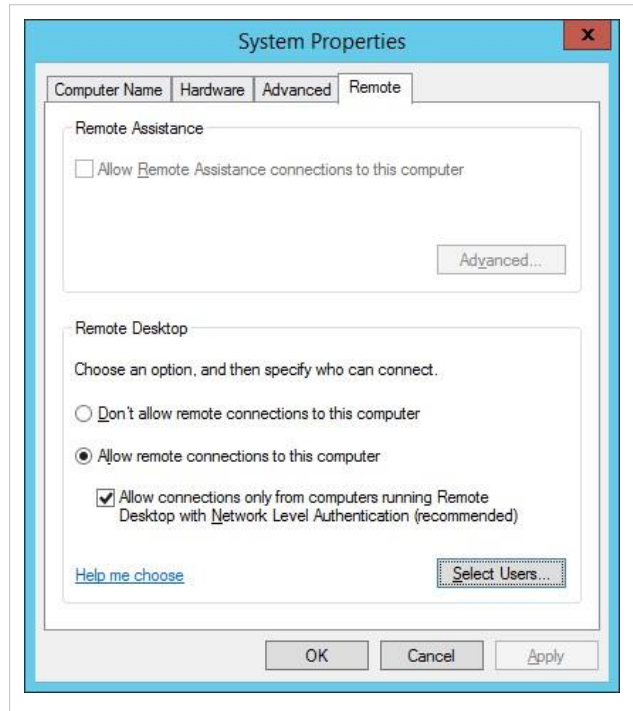 System Properties
x
Computer Name Hardware Advanced Remote
Remote Assistance
Allow Remote Assistance connections to this computer
Advanced...
Remote Desktop
Choose an option, and then specify who can connect.
Don't allow remote connections to this computer
Allow remote connections to this computer
Allow connections only from computers running Remote
Desktop with Network Level Authentication (recommended)
Help me choose Select Users...
OK Cancel Apply